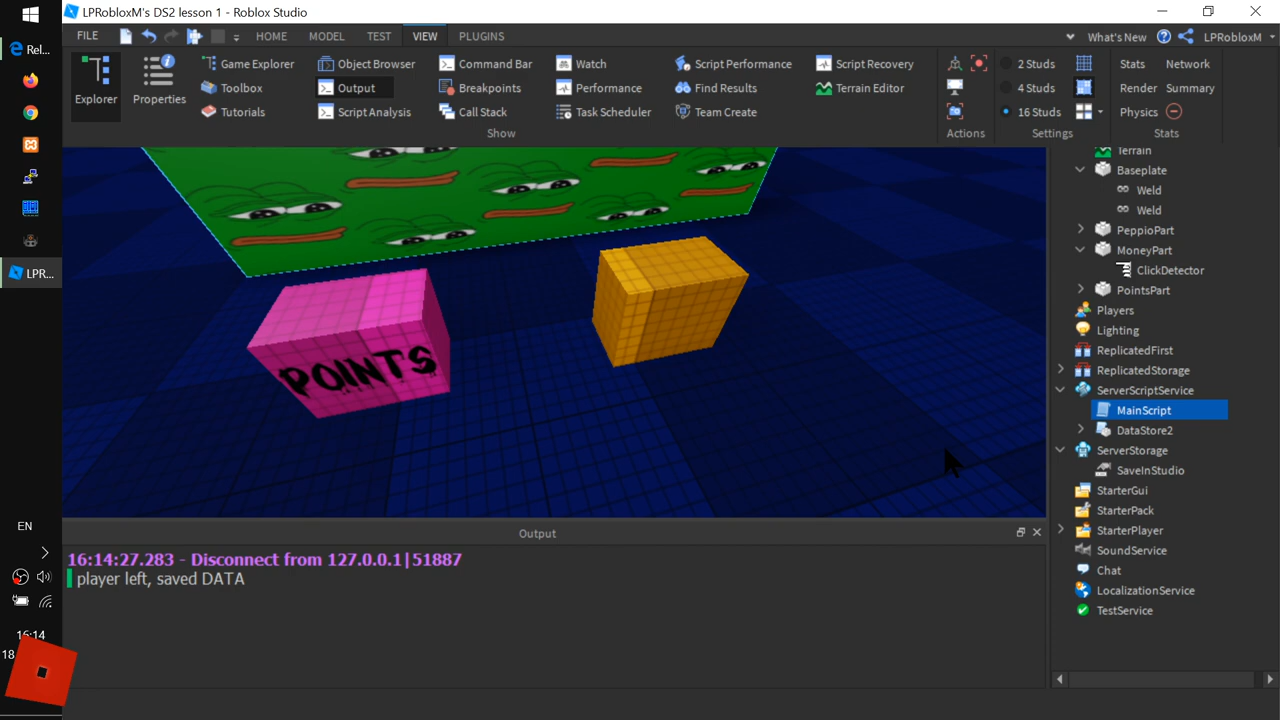 LPRobloxM's DS2 lesson 1 - Roblox Studio
Rel...
FILE
HOME
MODEL
TEST
VIEW
PLUGINS
What's New
LPRobloxM
Explorer
Properties
Game Explorer
Toolbox
Tutorials
Object Browser
Output
Script Analysis
Command Bar
Breakpoints
Call Stack
Watch
Performance
Task Scheduler
Script Performance
Find Results
Team Create
Script Recovery
Terrain Editor
Show
Actions
2 Studs
4 Studs
16 Studs
Settings
Stats
Network
Render
Summary
Physics
Stats
LPR...
POINTS
Terrain
Baseplate
Weld
Weld
PeppioPart
MoneyPart
ClickDetector
PointsPart
Players
Lighting
ReplicatedFirst
ReplicatedStorage
ServerScriptService
MainScript
DataStore2
ServerStorage
SaveInStudio
StarterGui
StarterPack
StarterPlayer
SoundService
Chat
LocalizationService
TestService
Output
16:14:27.283 - Disconnect from 127.0.0.1|51887
player left, saved DATA
EN
16:14
18